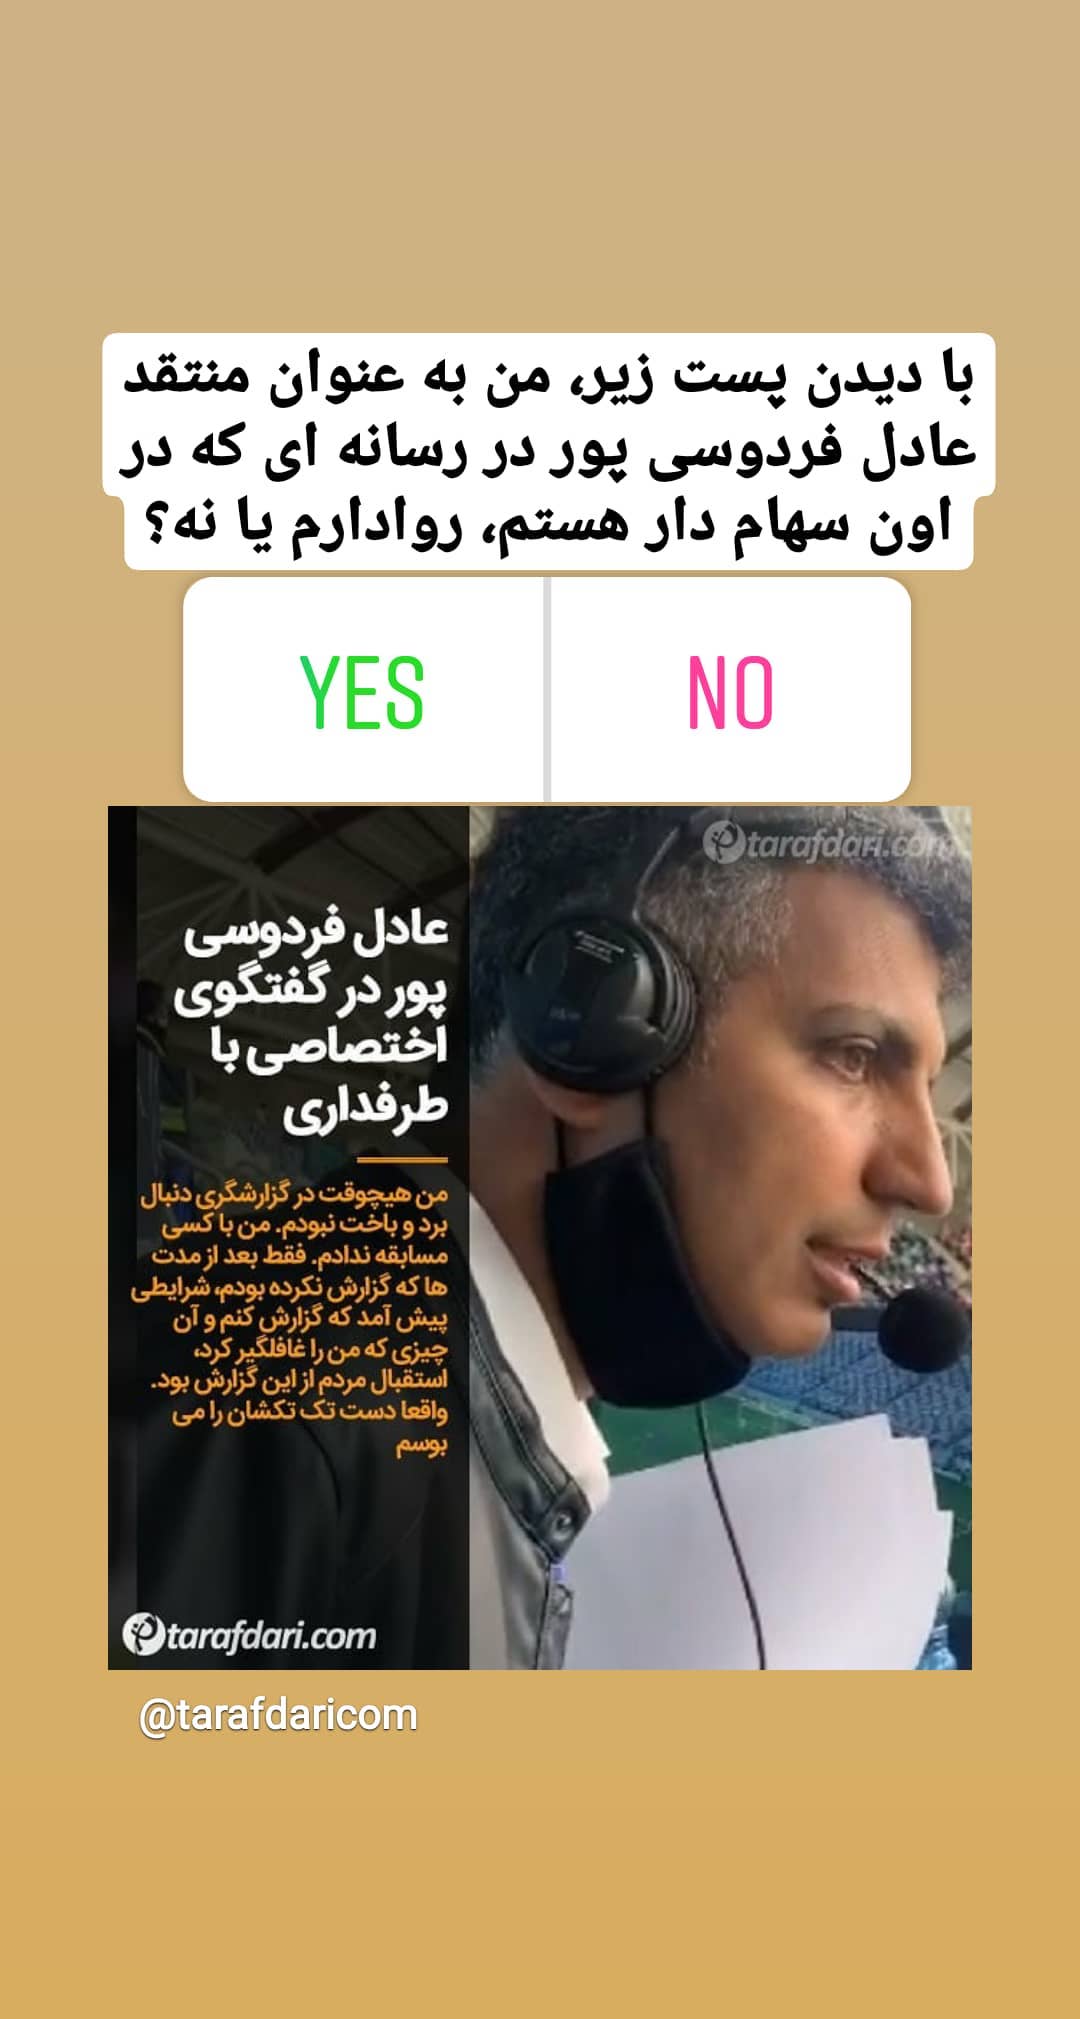 با دیدن پست زیر، من به عنوان منتقد
عادل فردوسی پور در رسانه ای که در
اون سهام دار هستم، روادارم یا نه؟
YES
NO
tarafdari.com
عادل فردوسی
پور در گفتگوی
اختصاصی با
طرفداری
من هیچوقت در گزارشگری دنبال
برد و باخت نبودم. من با کسی
مسابقه ندادم. فقط بعد از مدت
ها که گزارش نکرده بودم، شرایطی
پیش آمد که گزارش کنم و آن
چیزی که من را غافلگیر کرد،
استقبال مردم از این گزارش بود.
واقعا دست تک تکشان را می
بوسم
tarafdari.com
@tarafdaricom